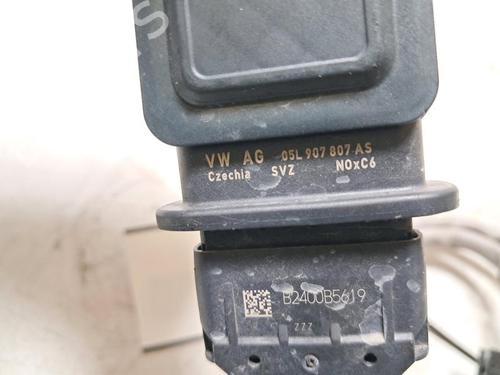 VW AG 05L 907 807 AS
Czechia SVZ NOxC6
B2400B5619
ZZZ